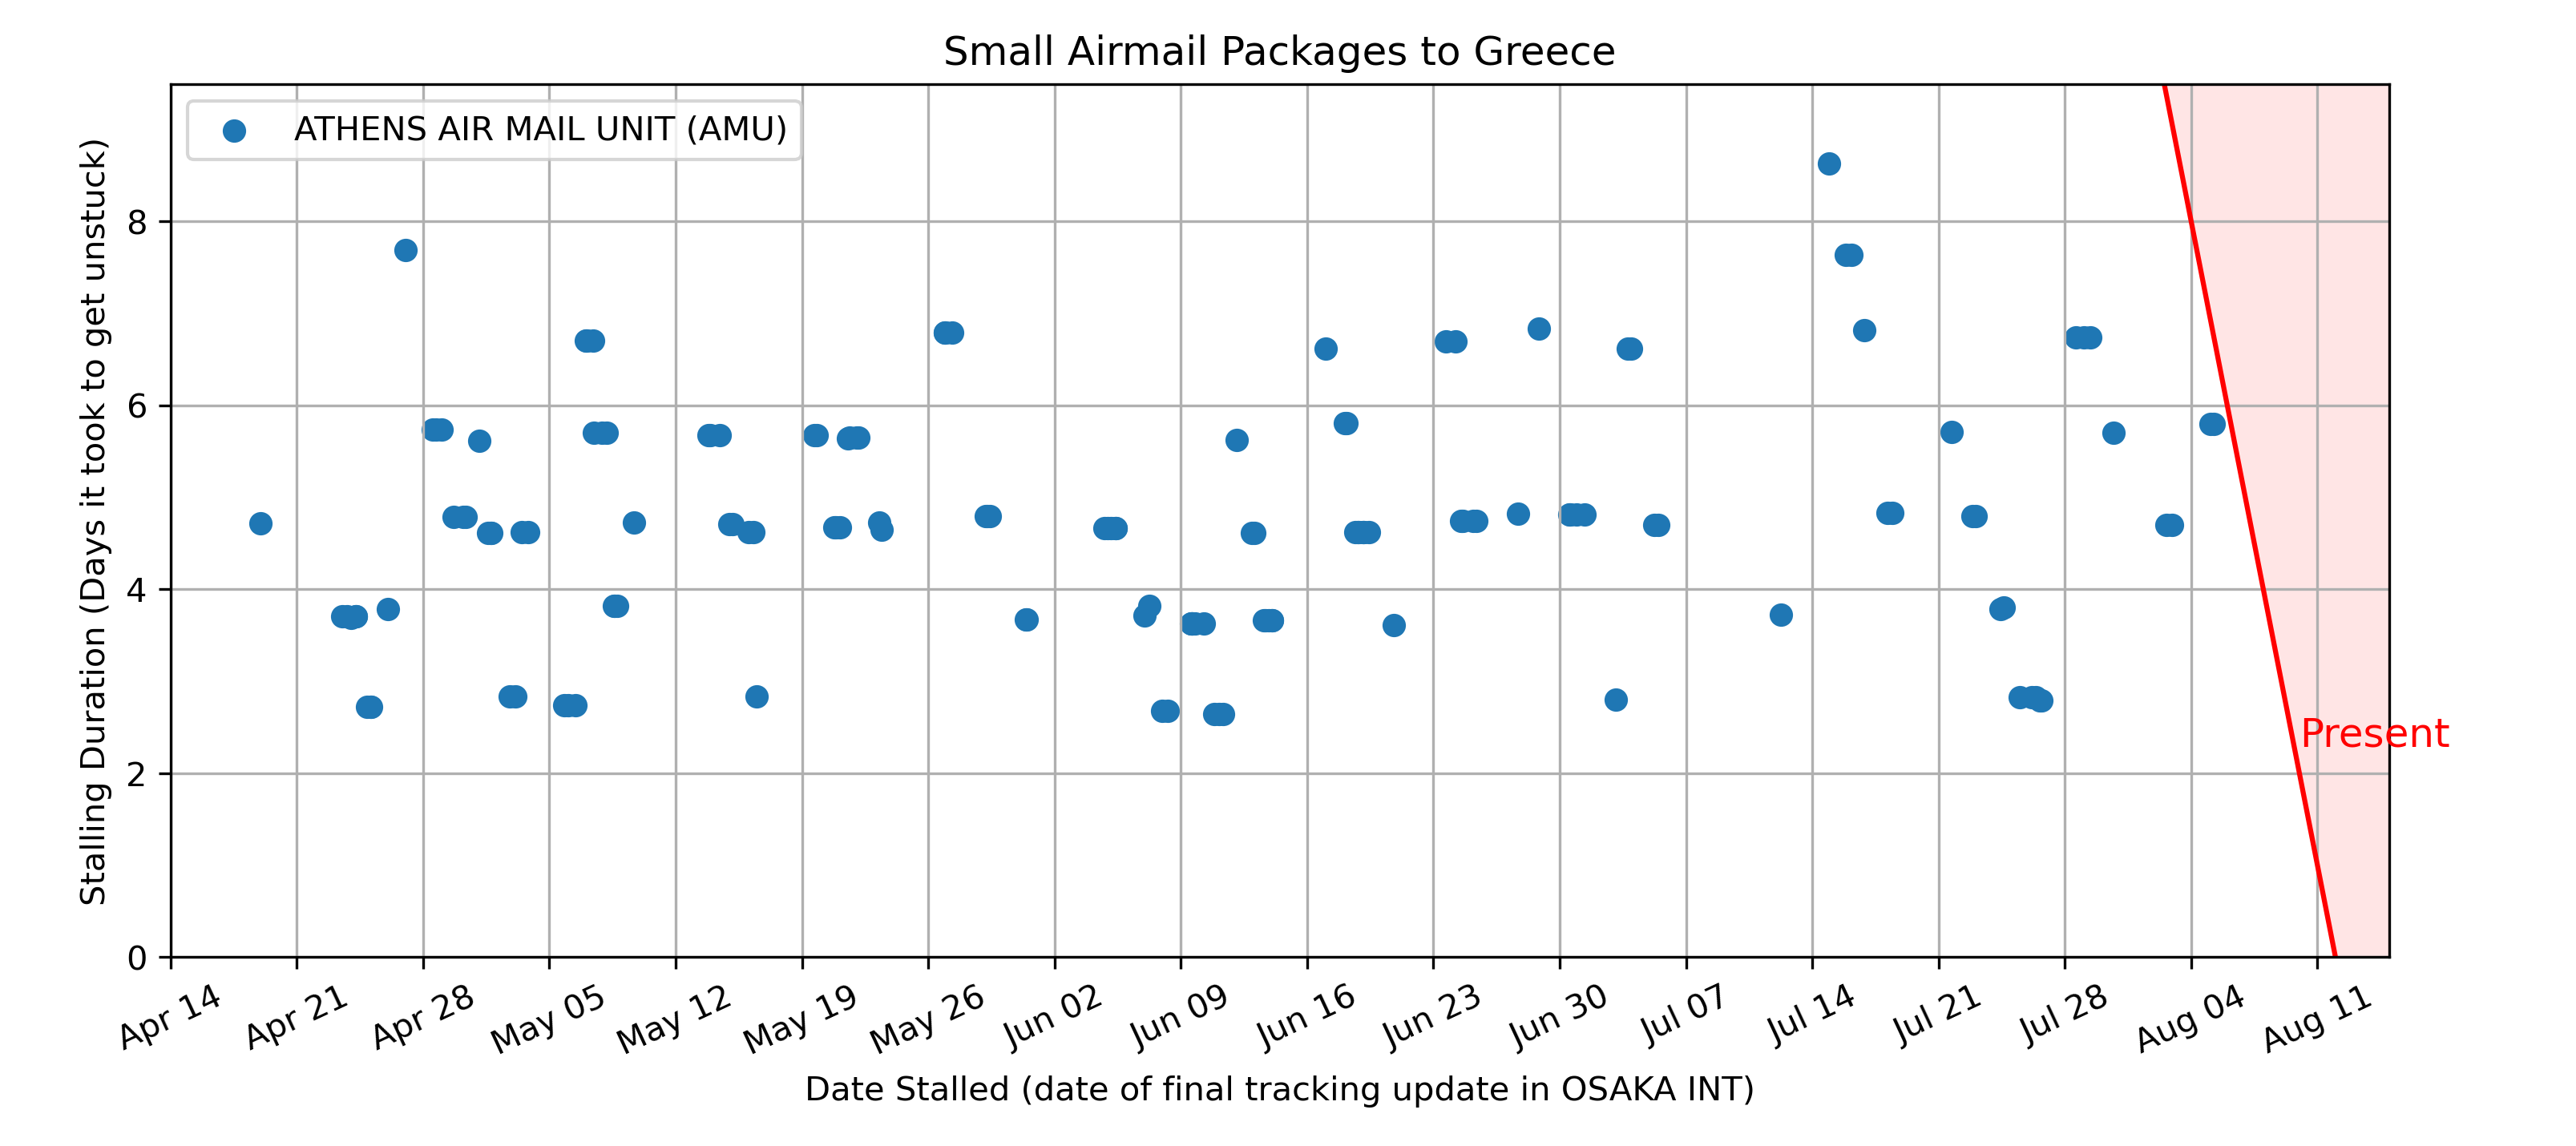 Small Airmail Packages to Greece
ATHENS AIR MAIL UNIT (AMU)
Stalling Duration (Days it took to get unstuck)
8
6
4
2
0
Present
Apr 14
Apr 21
Apr 28
May 05
May 12
May 19
May 26
Jun 02
Jun 09
Jun 16
Jun 23
Jun 30
Jul 07
Jul 14
Jul 21
Jul 28
Aug 04
Aug 11
Date Stalled (date of final tracking update in OSAKA INT)